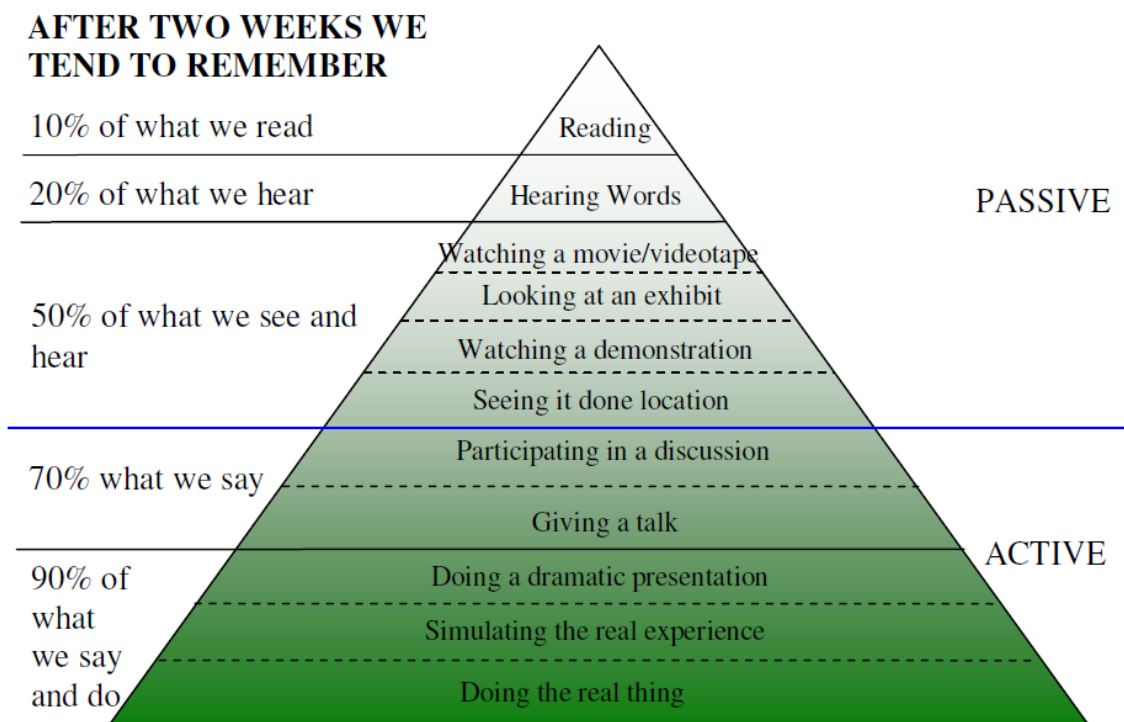 AFTER TWO WEEKS WE
TEND TO REMEMBER
10% of what we read
Reading
20% of what we hear
Hearing Words
PASSIVE
Watching a movie/videotape
Looking at an exhibit
50% of what we see and
hear
Watching a demonstration
Seeing it done location
Participating in a discussion
70% what we say
Giving a talk
ACTIVE
90% of
what
we say
and do
Doing a dramatic presentation
Simulating the real experience
Doing the real thing